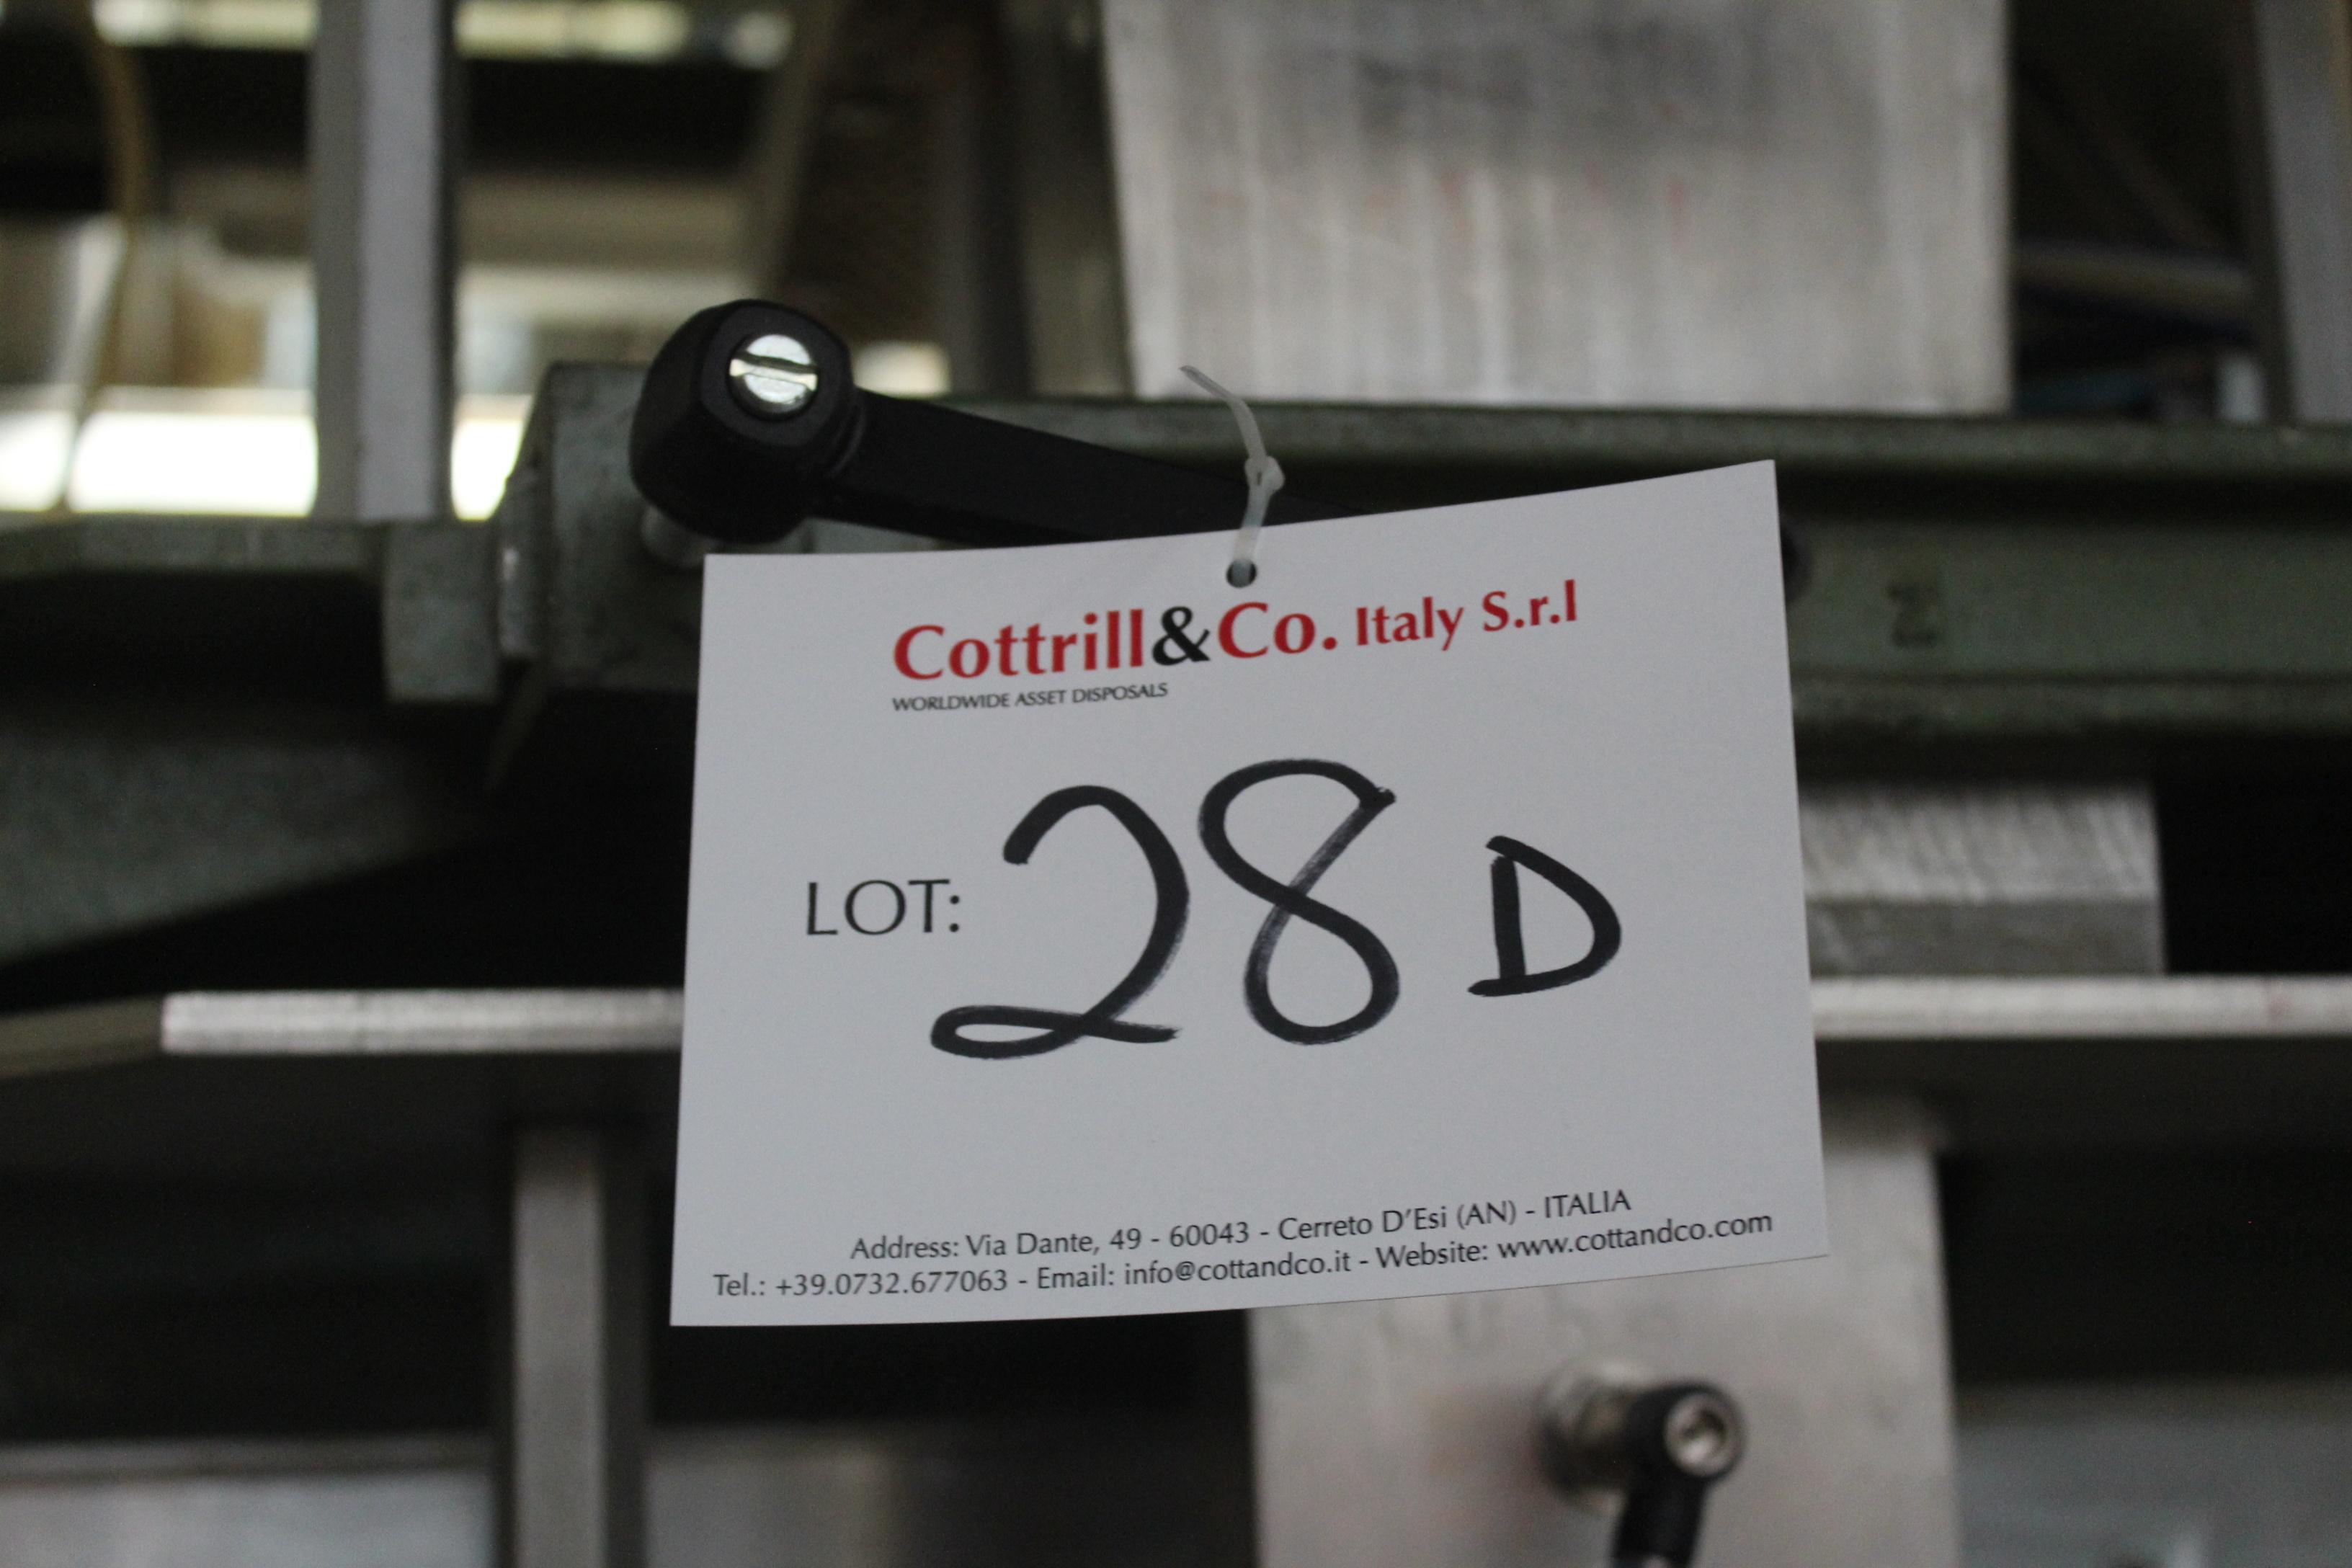 Cottrill&Co. Italy S.r.l
WORLDWIDE ASSET DISPOSALS
LOT: 28 D
Address: Via Dante, 49 - 60043 - Cerreto D'Esi (AN) - ITALIA
Tel.: +39.0732.677063 - Email: info@cottandco.it - Website: www.cottandco.com